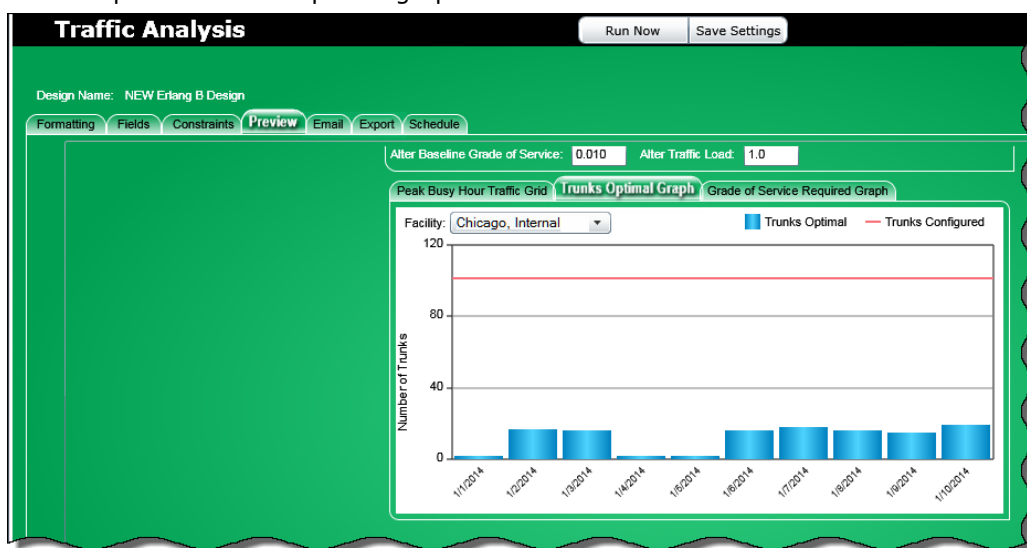 Traffic Analysis
Run Now Save Settings
Design Name: NEW Erlang B Design
Formatting Fields Constraints Preview Email Export Schedule
Alter Baseline Grade of Service: 0.010 Alter Traffic Load: 1.0
Peak Busy Hour Traffic Grid Trunks Optimal Graph Grade of Service Required Graph
Facility: Chicago, Internal Trunks Optimal Trunks Configured
120
80
40
0
Number of Trunks
1/1/2014 1/2/2014 1/3/2014 1/4/2014 1/5/2014 1/6/2014 1/7/2014 1/8/2014 1/9/2014 1/10/2014